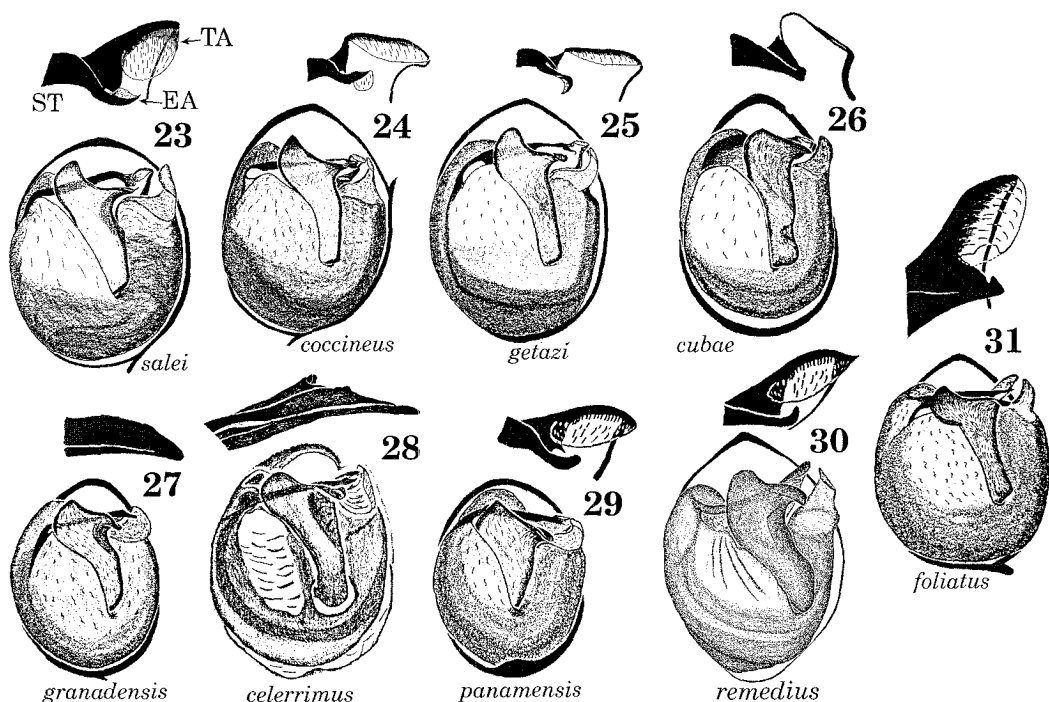 TA
ST
EA
23
24
25
26
salei
coccineus
getazi
cubae
31
foliatus
27
28
29
30
granadensis
celerrimus
panamensis
remedius